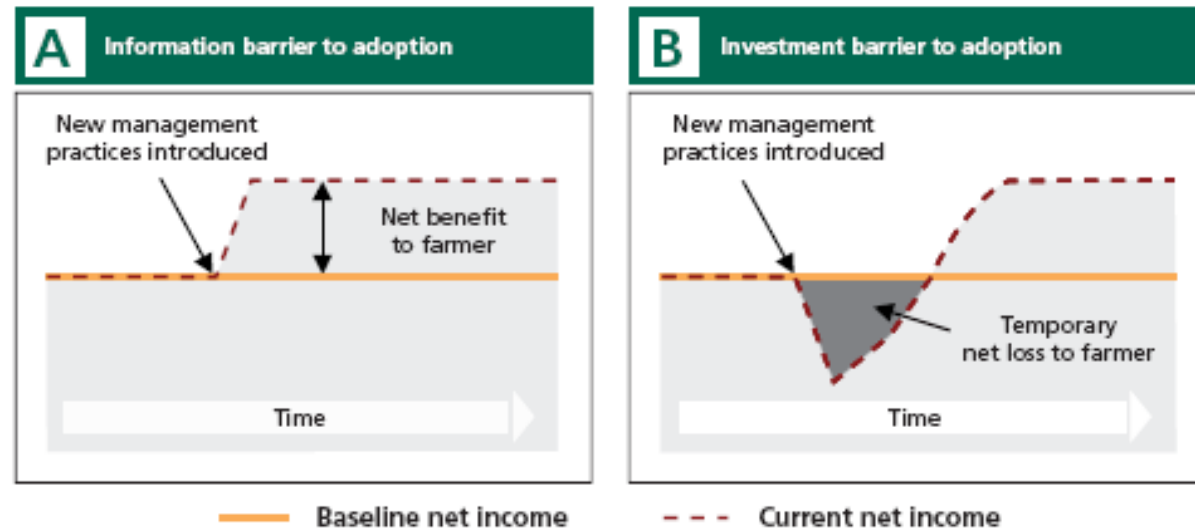 A Information barrier to adoption
New management
practices introduced
Net benefit
to farmer
Time
B Investment barrier to adoption
New management
practices introduced
Temporary
net loss to farmer
Time
Baseline net income
Current net income